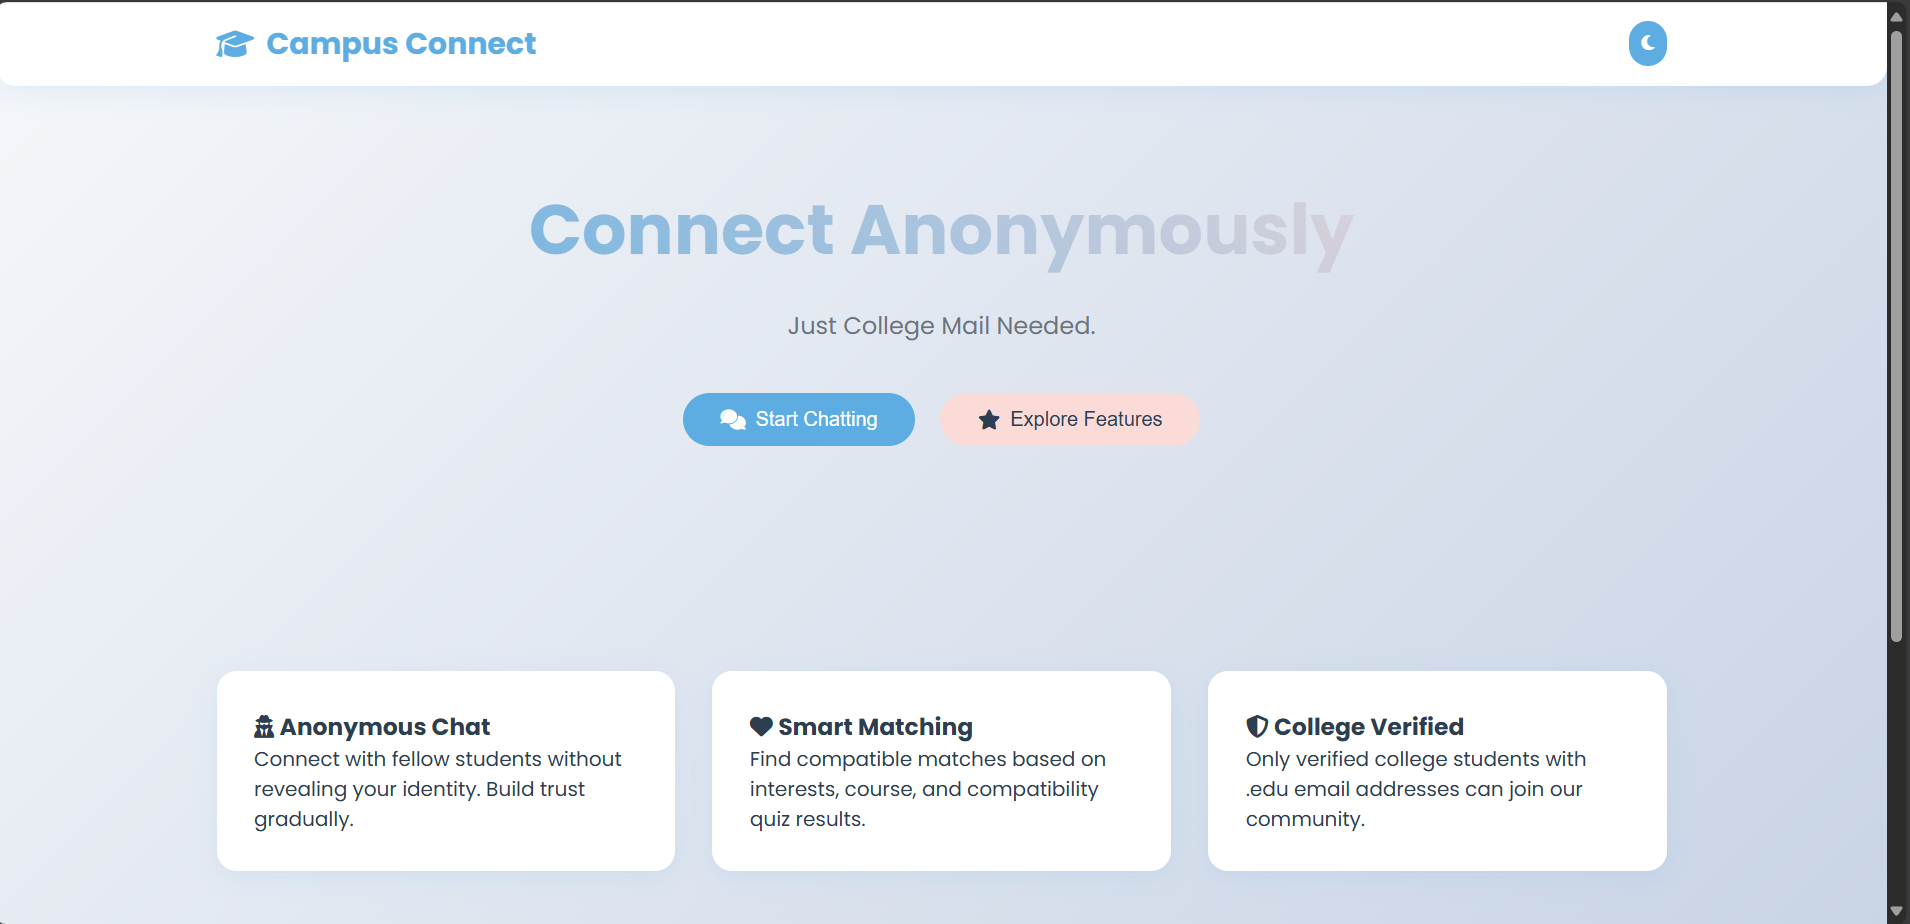 Campus Connect
Connect Anonymously
Just College Mail Needed.
Start Chatting
Explore Features
Anonymous Chat
Connect with fellow students without
revealing your identity. Build trust
gradually.
Smart Matching
Find compatible matches based on
interests, course, and compatibility
quiz results.
College Verified
Only verified college students with
.edu email addresses can join our
community.